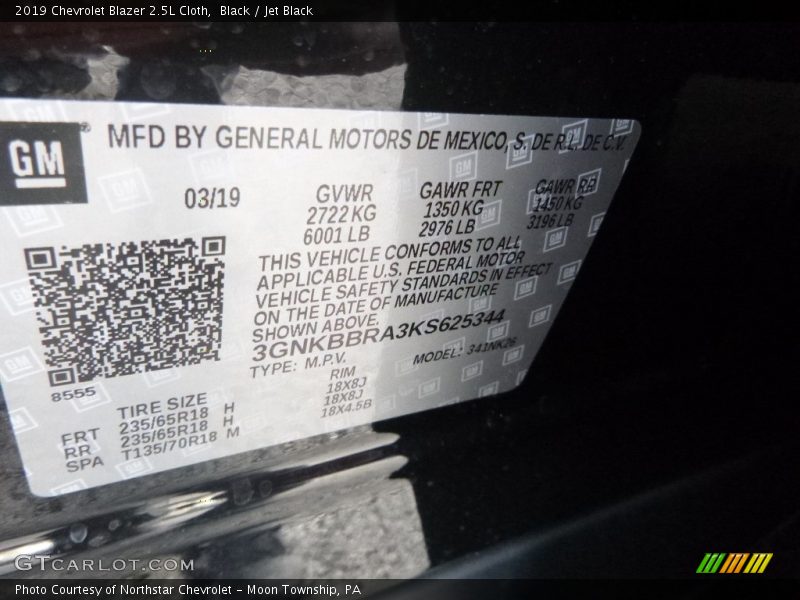 2019 Chevrolet Blazer 2.5L Cloth,  Black / Jet Black
GM®
MFD BY GENERAL MOTORS DE MEXICO, S. DE R.L. DE C.V.
03/19
GVWR
2722 KG
6001 LB
GAWR FRT
1350 KG
2976 LB
GAWR RR
1450 KG
3196 LB
THIS VEHICLE CONFORMS TO ALL
APPLICABLE U.S. FEDERAL MOTOR
VEHICLE SAFETY STANDARDS IN EFFECT
ON THE DATE OF MANUFACTURE
SHOWN ABOVE.
3GNKBBRA3KS625344
TYPE: M.P.V.
MODEL: 341NK26
8555
TIRE SIZE
RIM
FRT 235/65R18 H 18X8J
RR 235/65R18 H 18X8J
SPA T135/70R18 M 18X4.5B
GTCARLOT.COM
Photo Courtesy of Northstar Chevrolet – Moon Township, PA